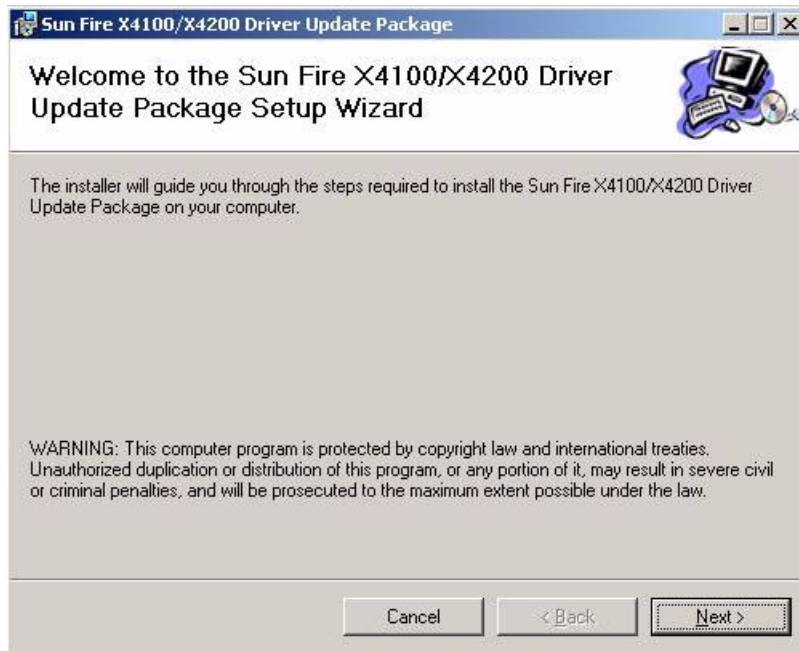 Sun Fire X4100/X4200 Driver Update Package
Welcome to the Sun Fire X4100/X4200 Driver
Update Package Setup Wizard
The installer will guide you through the steps required to install the Sun Fire X4100/X4200 Driver
Update Package on your computer.
WARNING: This computer program is protected by copyright law and international treaties.
Unauthorized duplication or distribution of this program, or any portion of it, may result in severe civil
or criminal penalties, and will be prosecuted to the maximum extent possible under the law.
Cancel
< Back
Next >